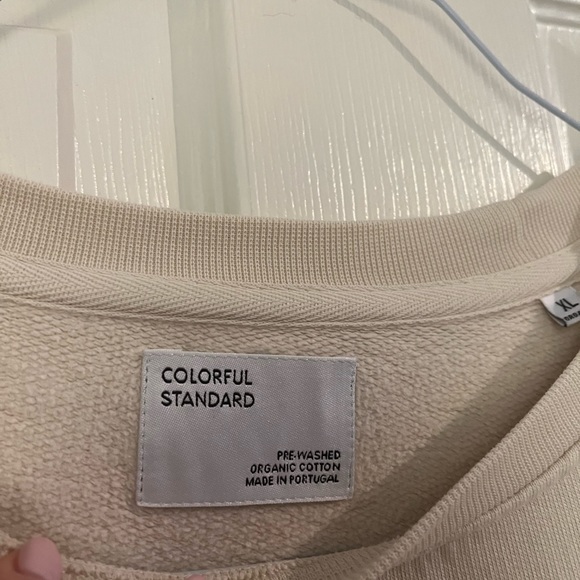 COLORFUL
STANDARD
PRE-WASHED
ORGANIC COTTON
MADE IN PORTUGAL
XL